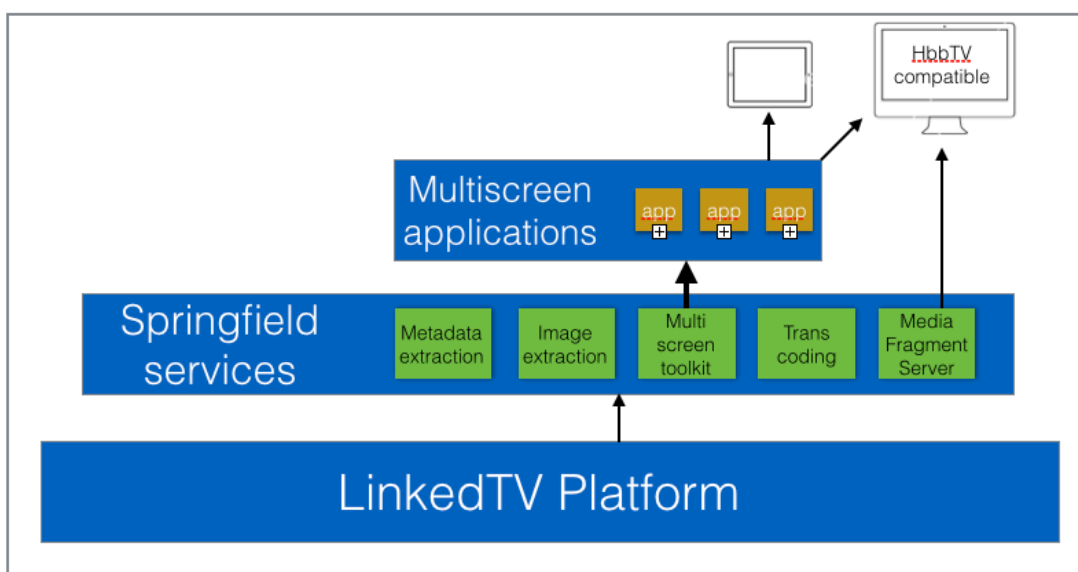 HbbTV
compatible
Multiscreen
applications
app
app
app
Springfield
services
Metadata
extraction
Image
extraction
Multi
screen
toolkit
Trans
coding
Media
Fragment
Server
LinkedTV Platform